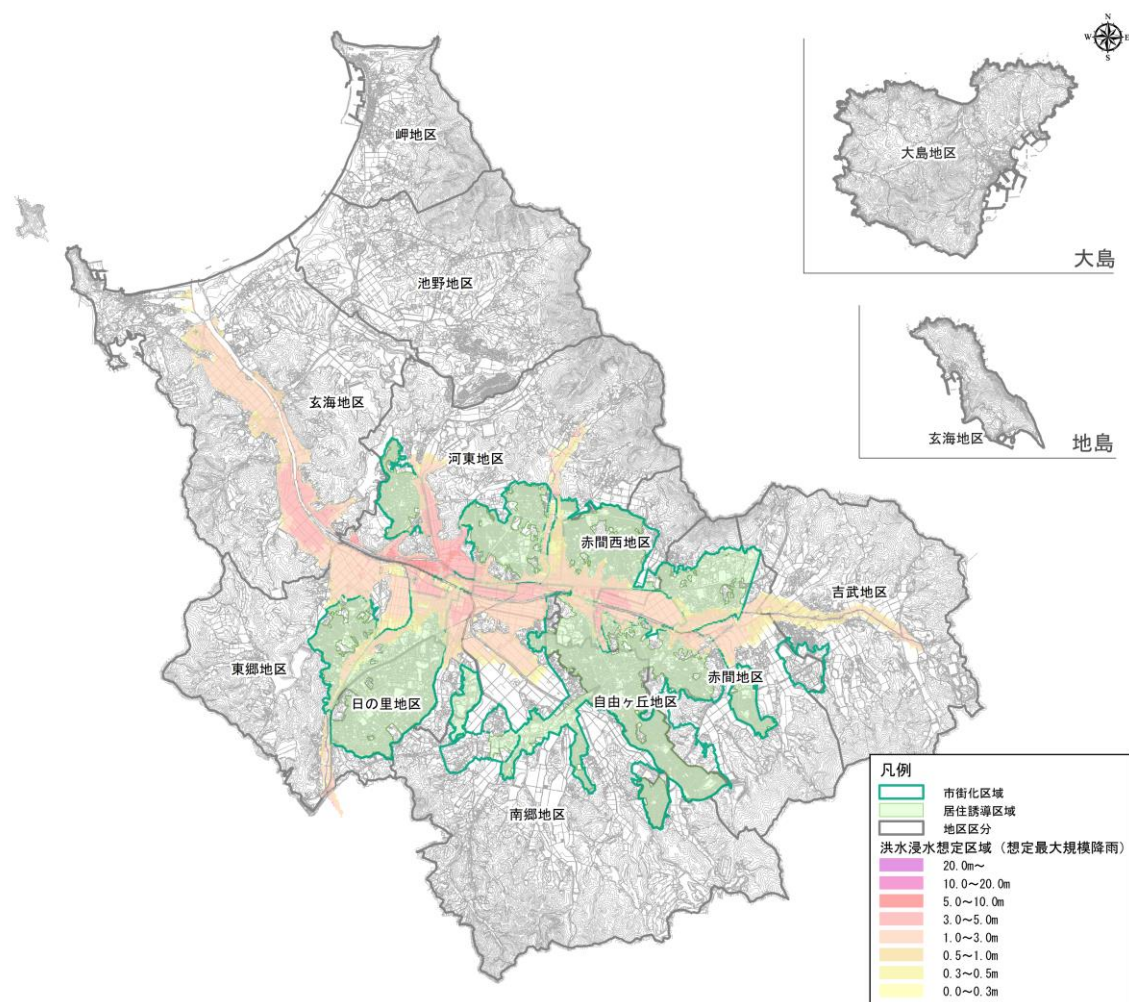 N
W E
S
岬地区
大島地区
大島
池野地区
玄海地区
玄海地区
地島
河東地区
赤間西地区
吉武地区
東郷地区
日の里地区
自由ヶ丘地区
赤間地区
南郷地区
凡例
市街化区域
居住誘導区域
地区区分
洪水浸水想定区域（想定最大規模降雨）
20.0m～
10.0～20.0m
5.0～10.0m
3.0～5.0m
1.0～3.0m
0.5～1.0m
0.3～0.5m
0.0～0.3m